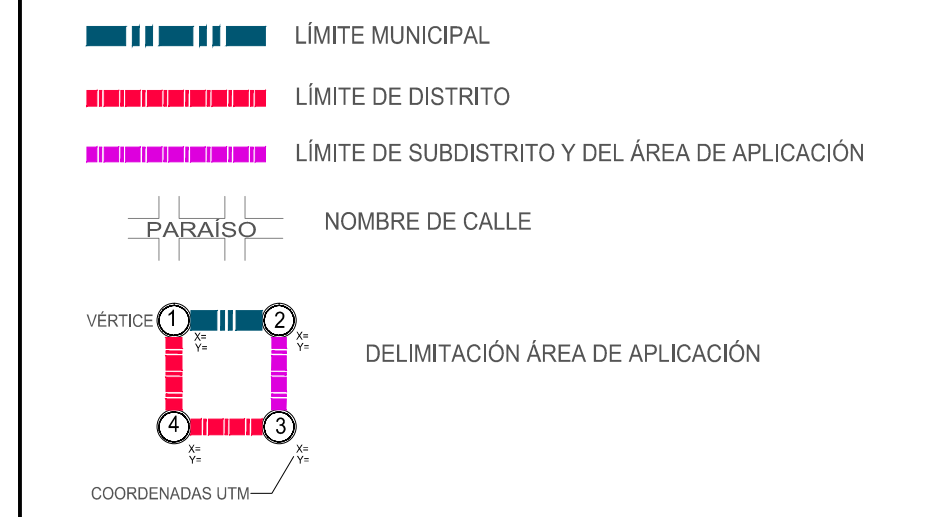 LÍMITE MUNICIPAL
LÍMITE DE DISTRITO
LÍMITE DE SUBDISTRITO Y DEL ÁREA DE APLICACIÓN
PARAÍSO
NOMBRE DE CALLE
VÉRTICE 1 2
X=
Y=
X=
Y=
DELIMITACIÓN ÁREA DE APLICACIÓN
4 3
X=
Y=
X=
Y=
COORDENADAS UTM